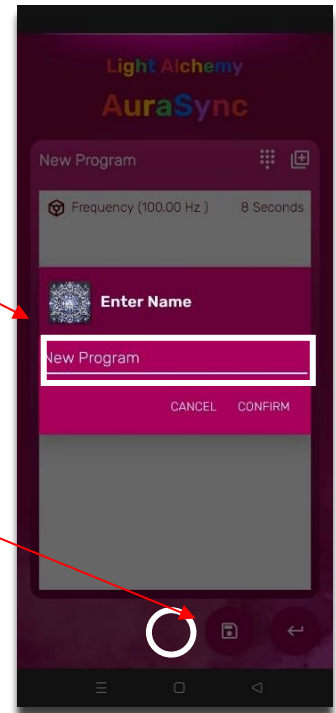 Light Alchemy
AuraSync
New Program
Frequency (100.00 Hz ) 8 Seconds
Enter Name
New Program
CANCEL CONFIRM